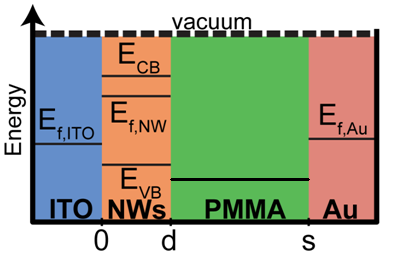 vacuum
Energy
E_CB
E_f,ITO
E_f,NW
E_f,Au
E_VB
ITO NWs PMMA Au
0 d s